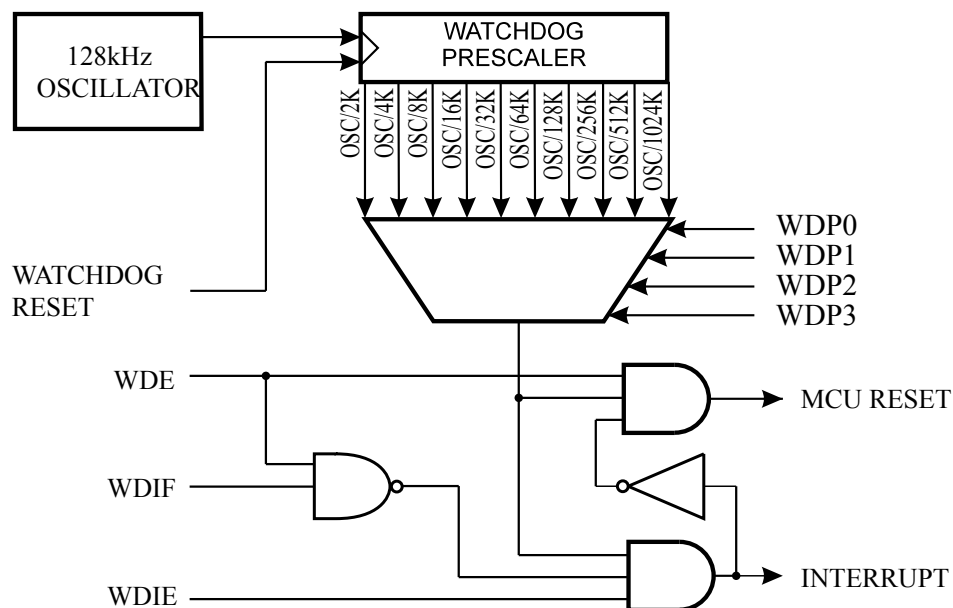 128kHz
OSCILLATOR
WATCHDOG
PRESCALER
OSC/2K
OSC/4K
OSC/8K
OSC/16K
OSC/32K
OSC/64K
OSC/128K
OSC/256K
OSC/512K
OSC/1024K
WATCHDOG
RESET
WDP0
WDP1
WDP2
WDP3
WDE
MCU RESET
WDIF
WDIE
INTERRUPT